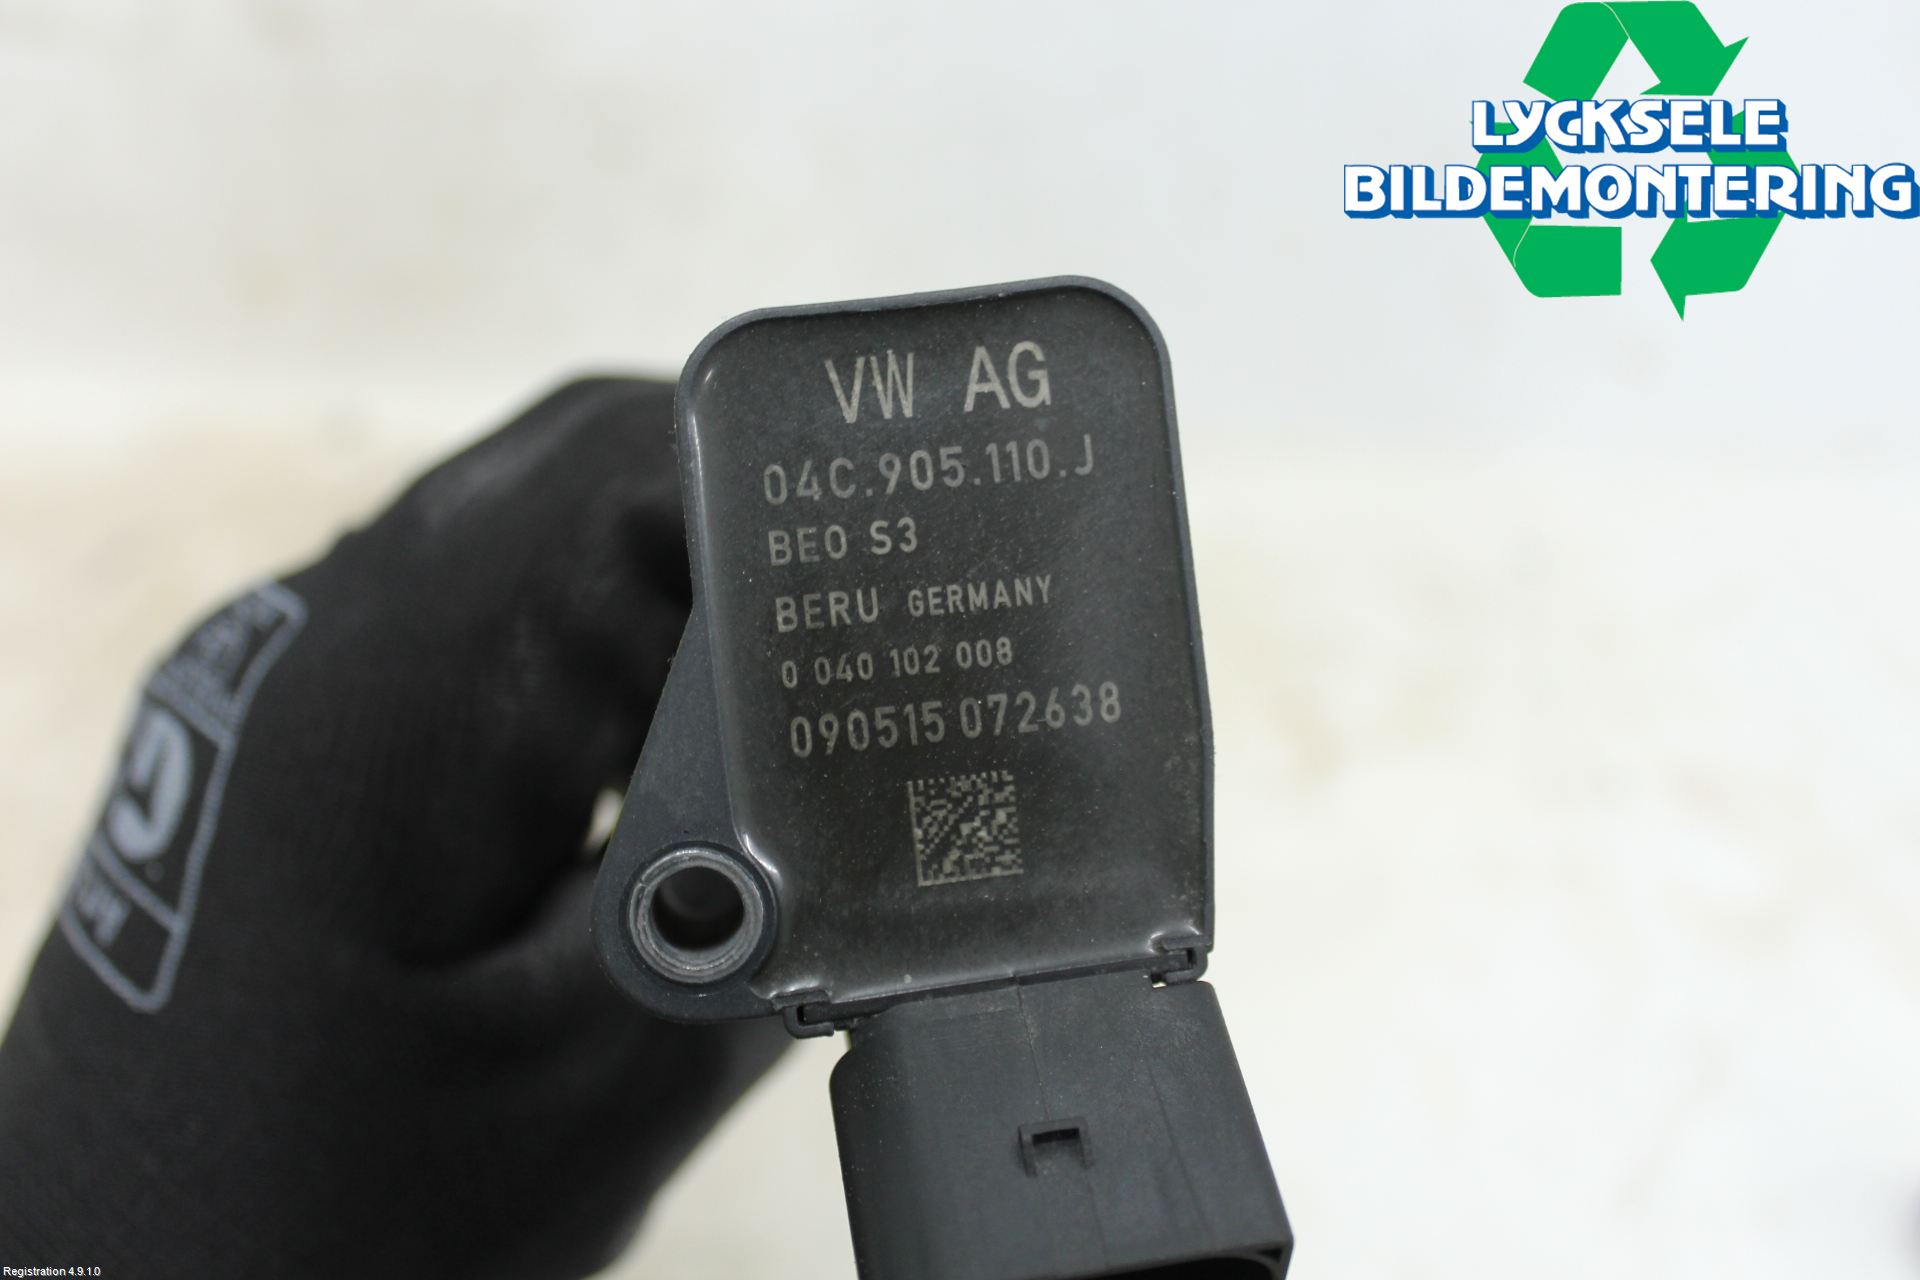 LYCKSELE
BILDEMONTERING
VW AG
04C.905.110.J
BEO S3
BERU GERMANY
0 040 102 008
090515 072638
G
Registration 4.9.1.0